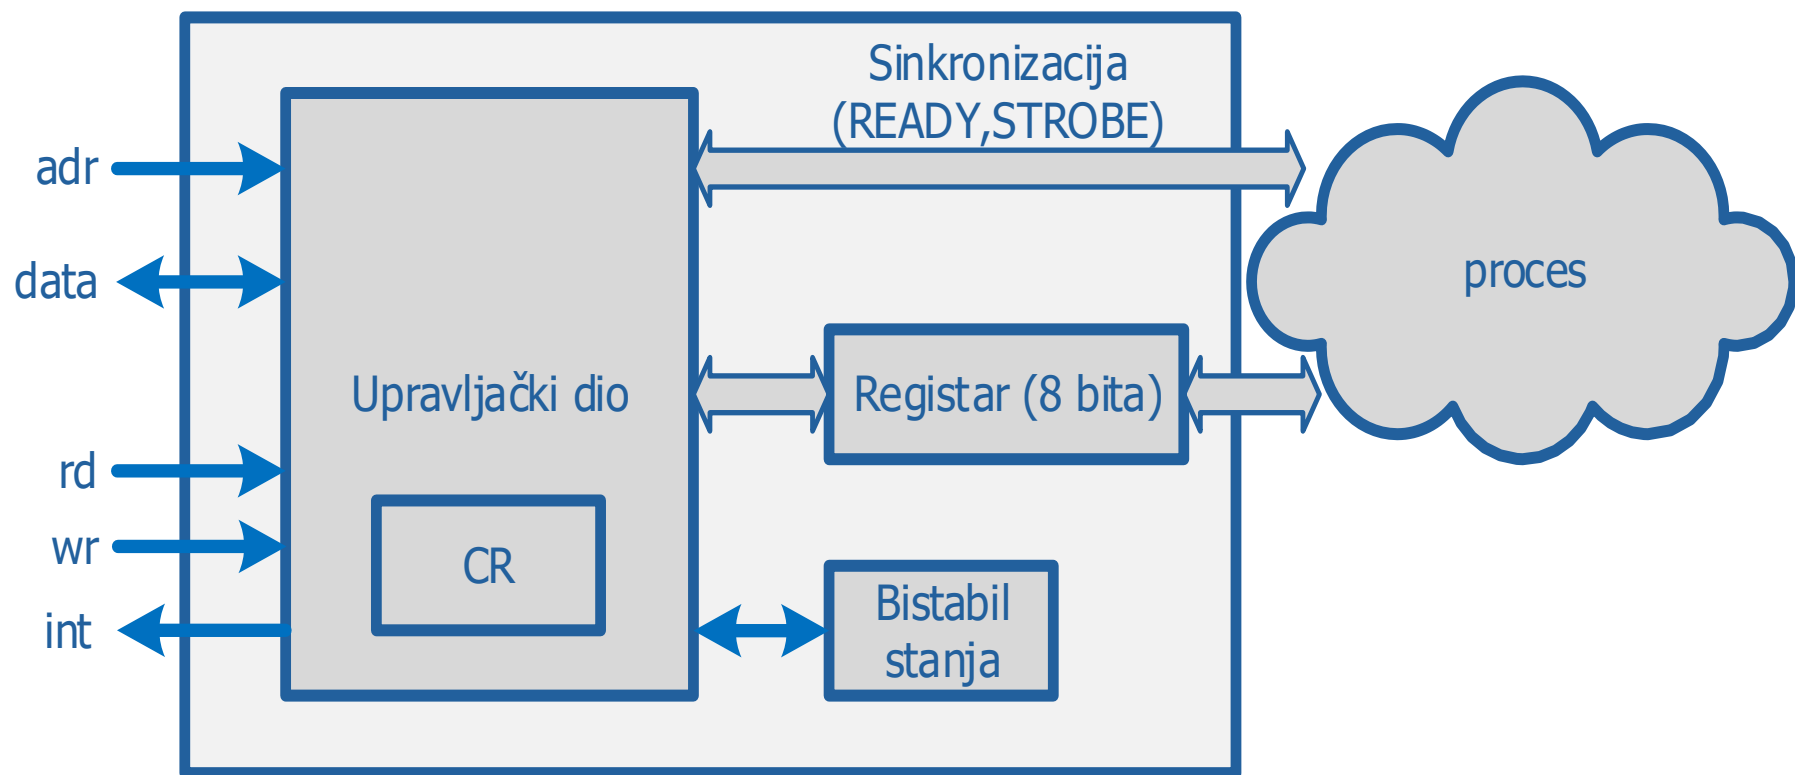 Sinkronizacija
(READY,STROBE)
adr
data
proces
Upravljački dio
Registar (8 bita)
rd
wr
int
CR
Bistabil
stanja